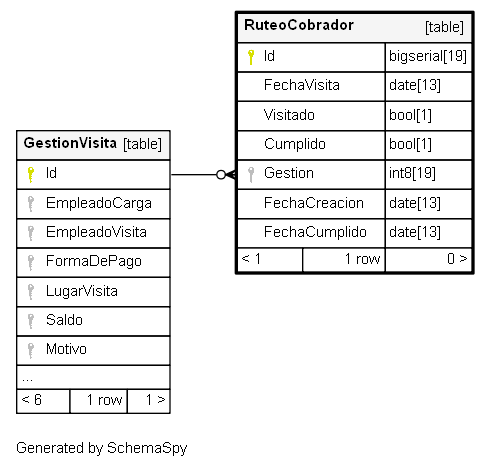 RuteoCobrador [table]
Id bigserial[19]
FechaVisita date[13]
Visitado bool[1]
Cumplido bool[1]
Gestion int8[19]
FechaCreacion date[13]
FechaCumplido date[13]
< 1 1 row 0 >
GestionVisita [table]
Id
EmpleadoCarga
EmpleadoVisita
FormaDePago
LugarVisita
Saldo
Motivo
...
< 6 1 row 1 >
Generated by SchemaSpy